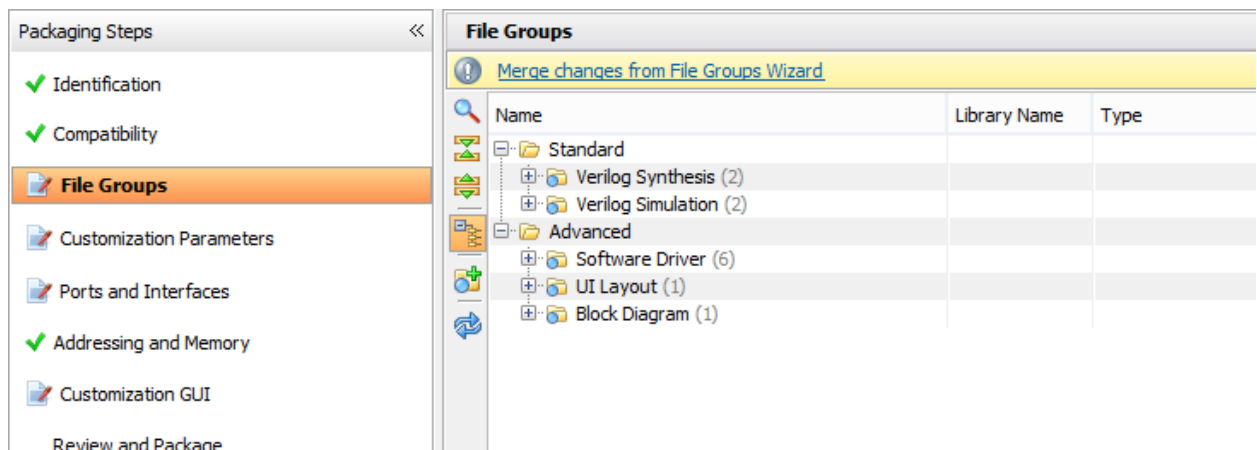 Packaging Steps
Identification
Compatibility
File Groups
Customization Parameters
Ports and Interfaces
Addressing and Memory
Customization GUI
Review and Package
File Groups
Merge changes from File Groups Wizard
Name Library Name Type
Standard
Verilog Synthesis (2)
Verilog Simulation (2)
Advanced
Software Driver (6)
UI Layout (1)
Block Diagram (1)